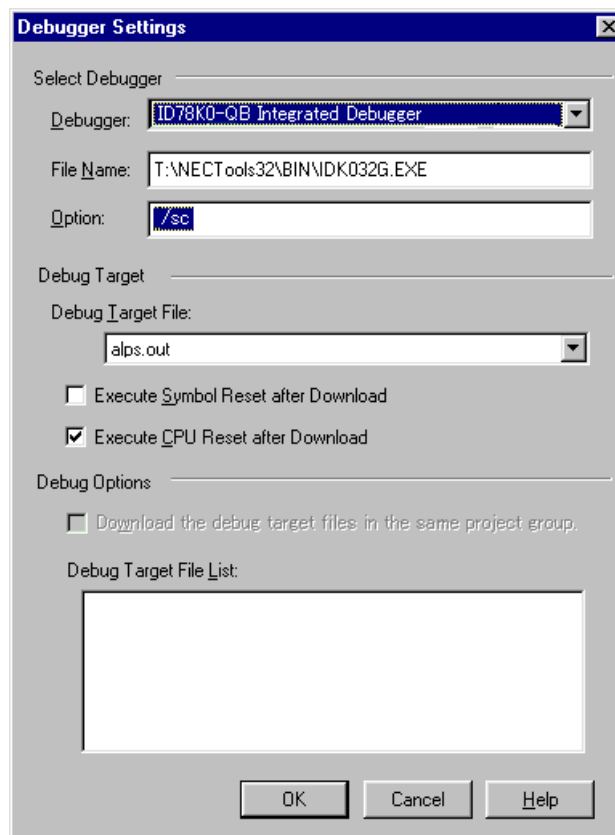 Debugger Settings
Select Debugger
Debugger: ID78K0-QB Integrated Debugger
File Name: T:\NECTools32\BIN\IDK032G.EXE
Option: /sc
Debug Target
Debug Target File:
alps.out
Execute Symbol Reset after Download
Execute CPU Reset after Download
Debug Options
Download the debug target files in the same project group.
Debug Target File List:
OK Cancel Help